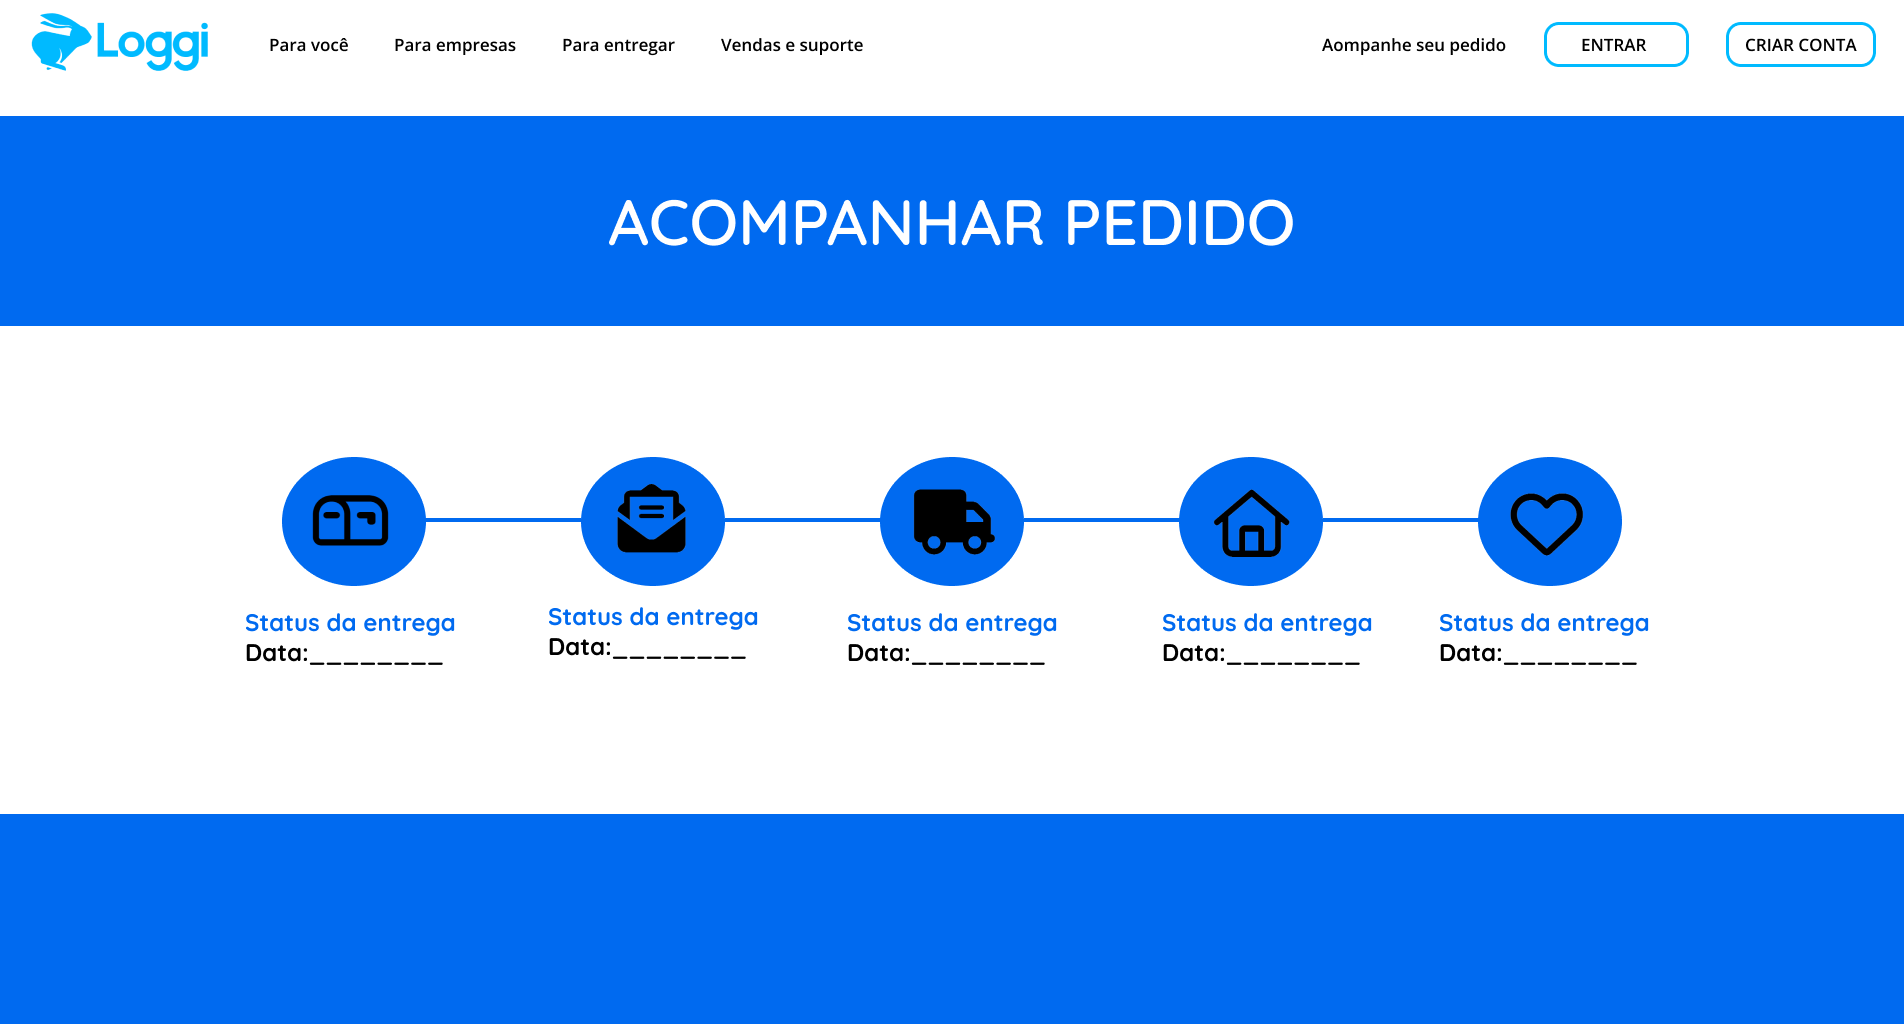 Loggi
Para você
Para empresas
Para entregar
Vendas e suporte
Aompanhe seu pedido
ENTRAR
CRIAR CONTA
ACOMPANHAR PEDIDO
Status da entrega
Data:________
Status da entrega
Data:________
Status da entrega
Data:________
Status da entrega
Data:________
Status da entrega
Data:________